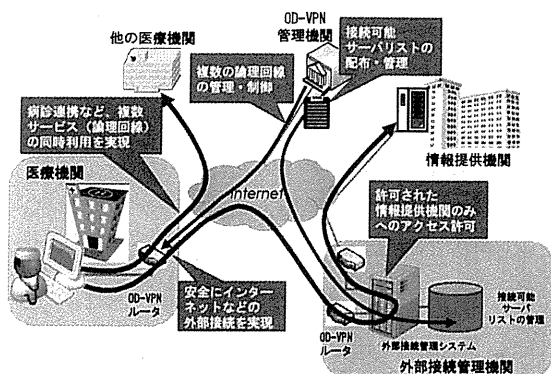 他の医療機関
OD-VPN
管理機関
接続可能
サーバリストの
配布・管理
複数の論理回線
の管理・制御
病診連携など、複数
サービス（論理回線）
の同時利用を実現
情報提供機関
医療機関
Internet
許可された
情報提供機関のみ
へのアクセス許可
OD-VPN
ルータ
安全にインター
ネットなどの
外部接続を実現
OD-VPN
ルータ
外部接続管理システム
接続可能
サーバ
リストの管理
外部接続管理機関